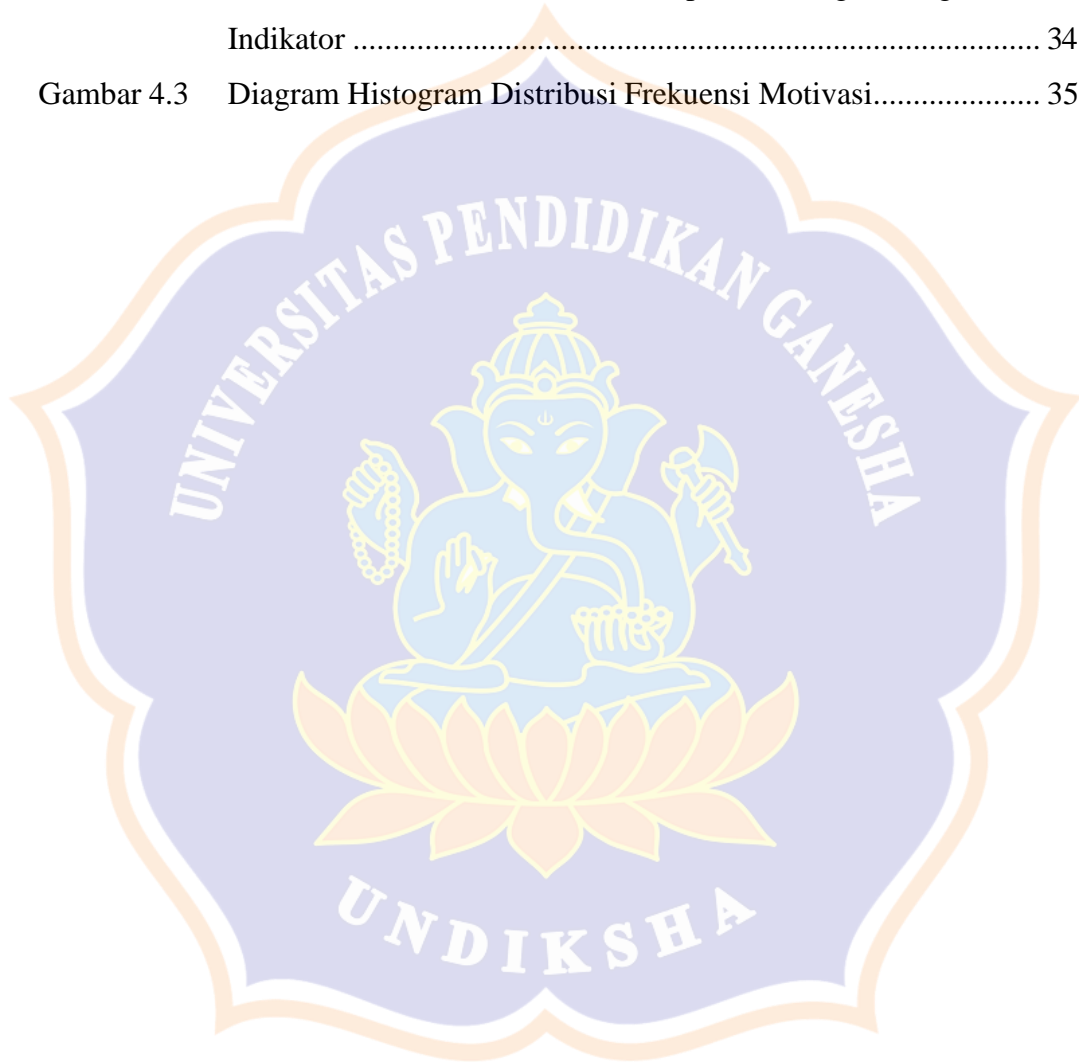 Indikator ....................................................................................... 34
Gambar 4.3 Diagram Histogram Distribusi Frekuensi Motivasi.................... 35
UNIVERSITAS PENDIDIKAN GANESHA
UNDIKSHA